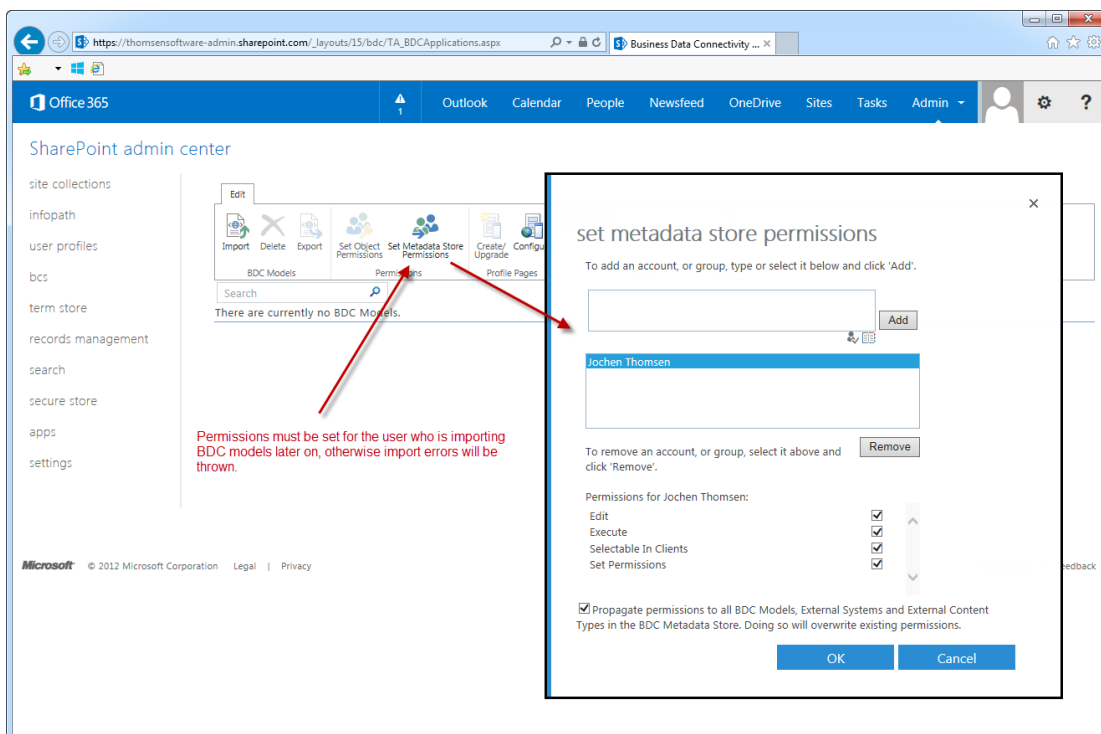 https://thomsensoftware-admin.sharepoint.com/_layouts/15/bdc/TA_BDCApplications.aspx
Business Data Connectivity ...
Office 365
1
Outlook Calendar People Newsfeed OneDrive Sites Tasks Admin ?
SharePoint admin center
site collections
infopath
user profiles
bcs
term store
records management
search
secure store
apps
settings
Edit
Import Delete Export Set Object Permissions Set Metadata Store Permissions Create/ Upgrade Configu
BDC Models Permissions Profile Pages
Search
There are currently no BDC Models.
Permissions must be set for the user who is importing
BDC models later on, otherwise import errors will be
thrown.
set metadata store permissions
To add an account, or group, type or select it below and click 'Add'.
Add
Jochen Thomsen
To remove an account, or group, select it above and
click 'Remove'.
Remove
Permissions for Jochen Thomsen:
Edit
Execute
Selectable In Clients
Set Permissions
Propagate permissions to all BDC Models, External Systems and External Content
Types in the BDC Metadata Store. Doing so will overwrite existing permissions.
OK Cancel
Microsoft © 2012 Microsoft Corporation Legal | Privacy
eedback